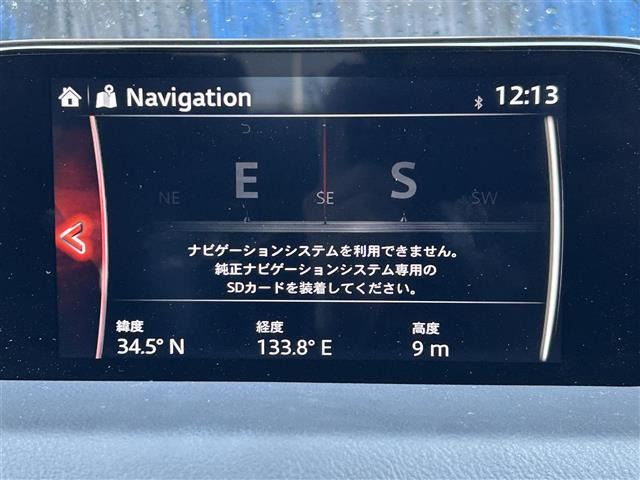 Navigation
12:13
NE E SE S SW
ナビゲーションシステムを利用できません。
純正ナビゲーションシステム専用の
SDカードを装着してください。
緯度 経度 高度
34.5° N 133.8° E 9 m